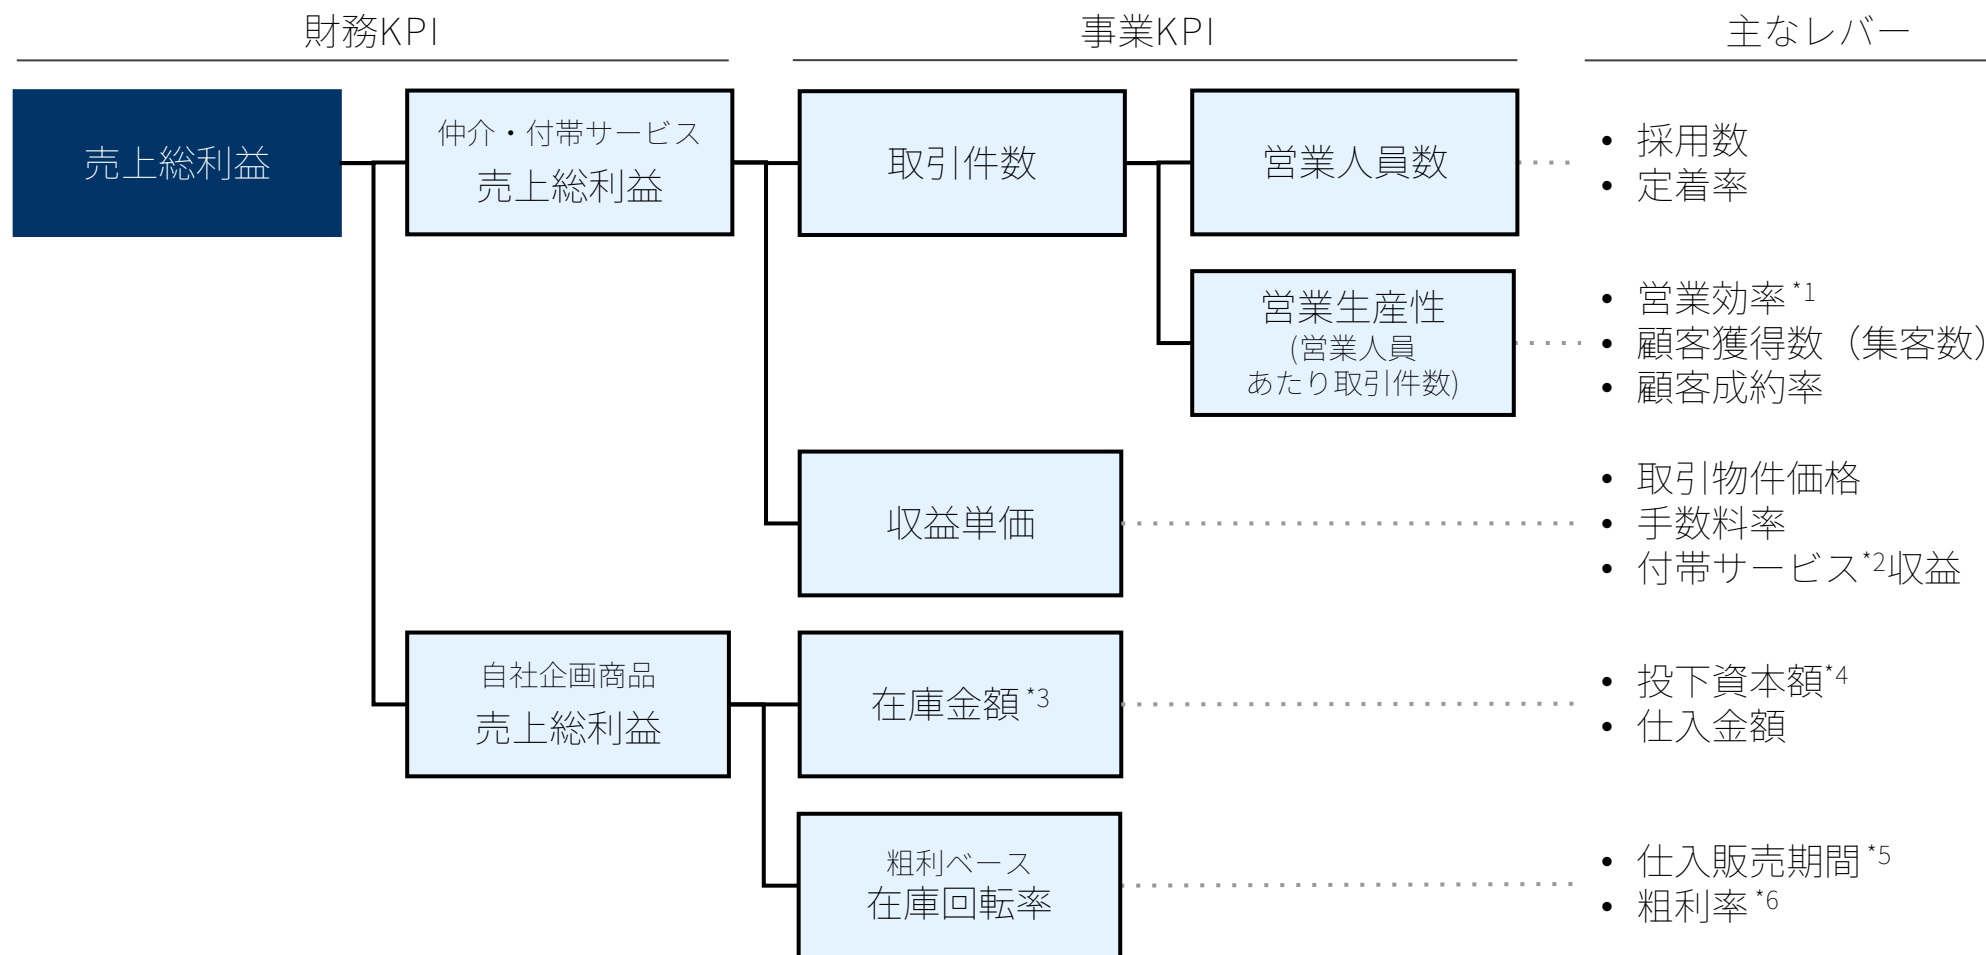 財務KPI
事業KPI
主なレバー
売上総利益
仲介・付帯サービス
売上総利益
取引件数
営業人員数
• 採用数
• 定着率
営業生産性
(営業人員
あたり取引件数)
• 営業効率*1
• 顧客獲得数（集客数）
• 顧客成約率
収益単価
• 取引物件価格
• 手数料率
• 付帯サービス*2収益
自社企画商品
売上総利益
在庫金額*3
• 投下資本額*4
• 仕入金額
粗利ベース
在庫回転率
• 仕入販売期間*5
• 粗利率*6